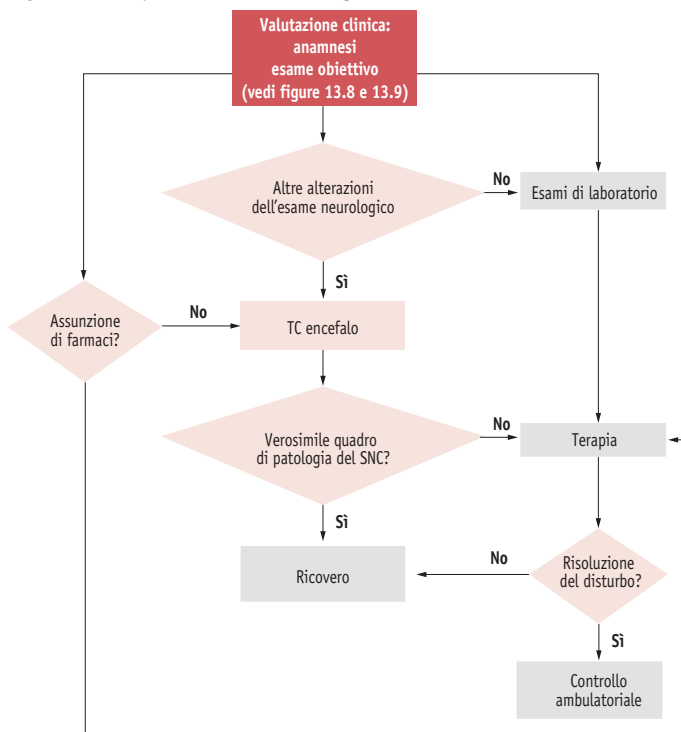 Valutazione clinica:
anamnesi
esame obiettivo
(vedi figure 13.8 e 13.9)
Altre alterazioni
dell'esame neurologico
No
Esami di laboratorio
Sì
Assunzione
di farmaci?
No
TC encefalo
Verosimile quadro
di patologia del SNC?
No
Terapia
Sì
Ricovero
No
Risoluzione
del disturbo?
Sì
Controllo
ambulatoriale